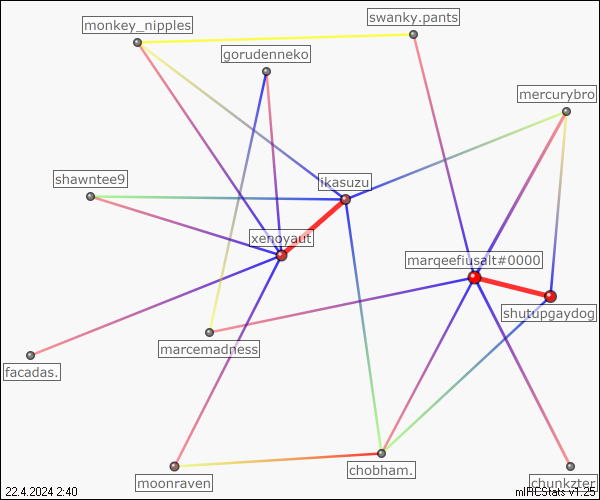 swanky.pants
monkey_nipples
gorudenneko
mercurybro
shawntee9
ikasuzu
xenoyaut
marqeefiusalt#0000
shutupgaydog
marcemadness
facadas.
chobham.
moonraven
chunkzter
22.4.2024 2:40
mIRCStats v1.25